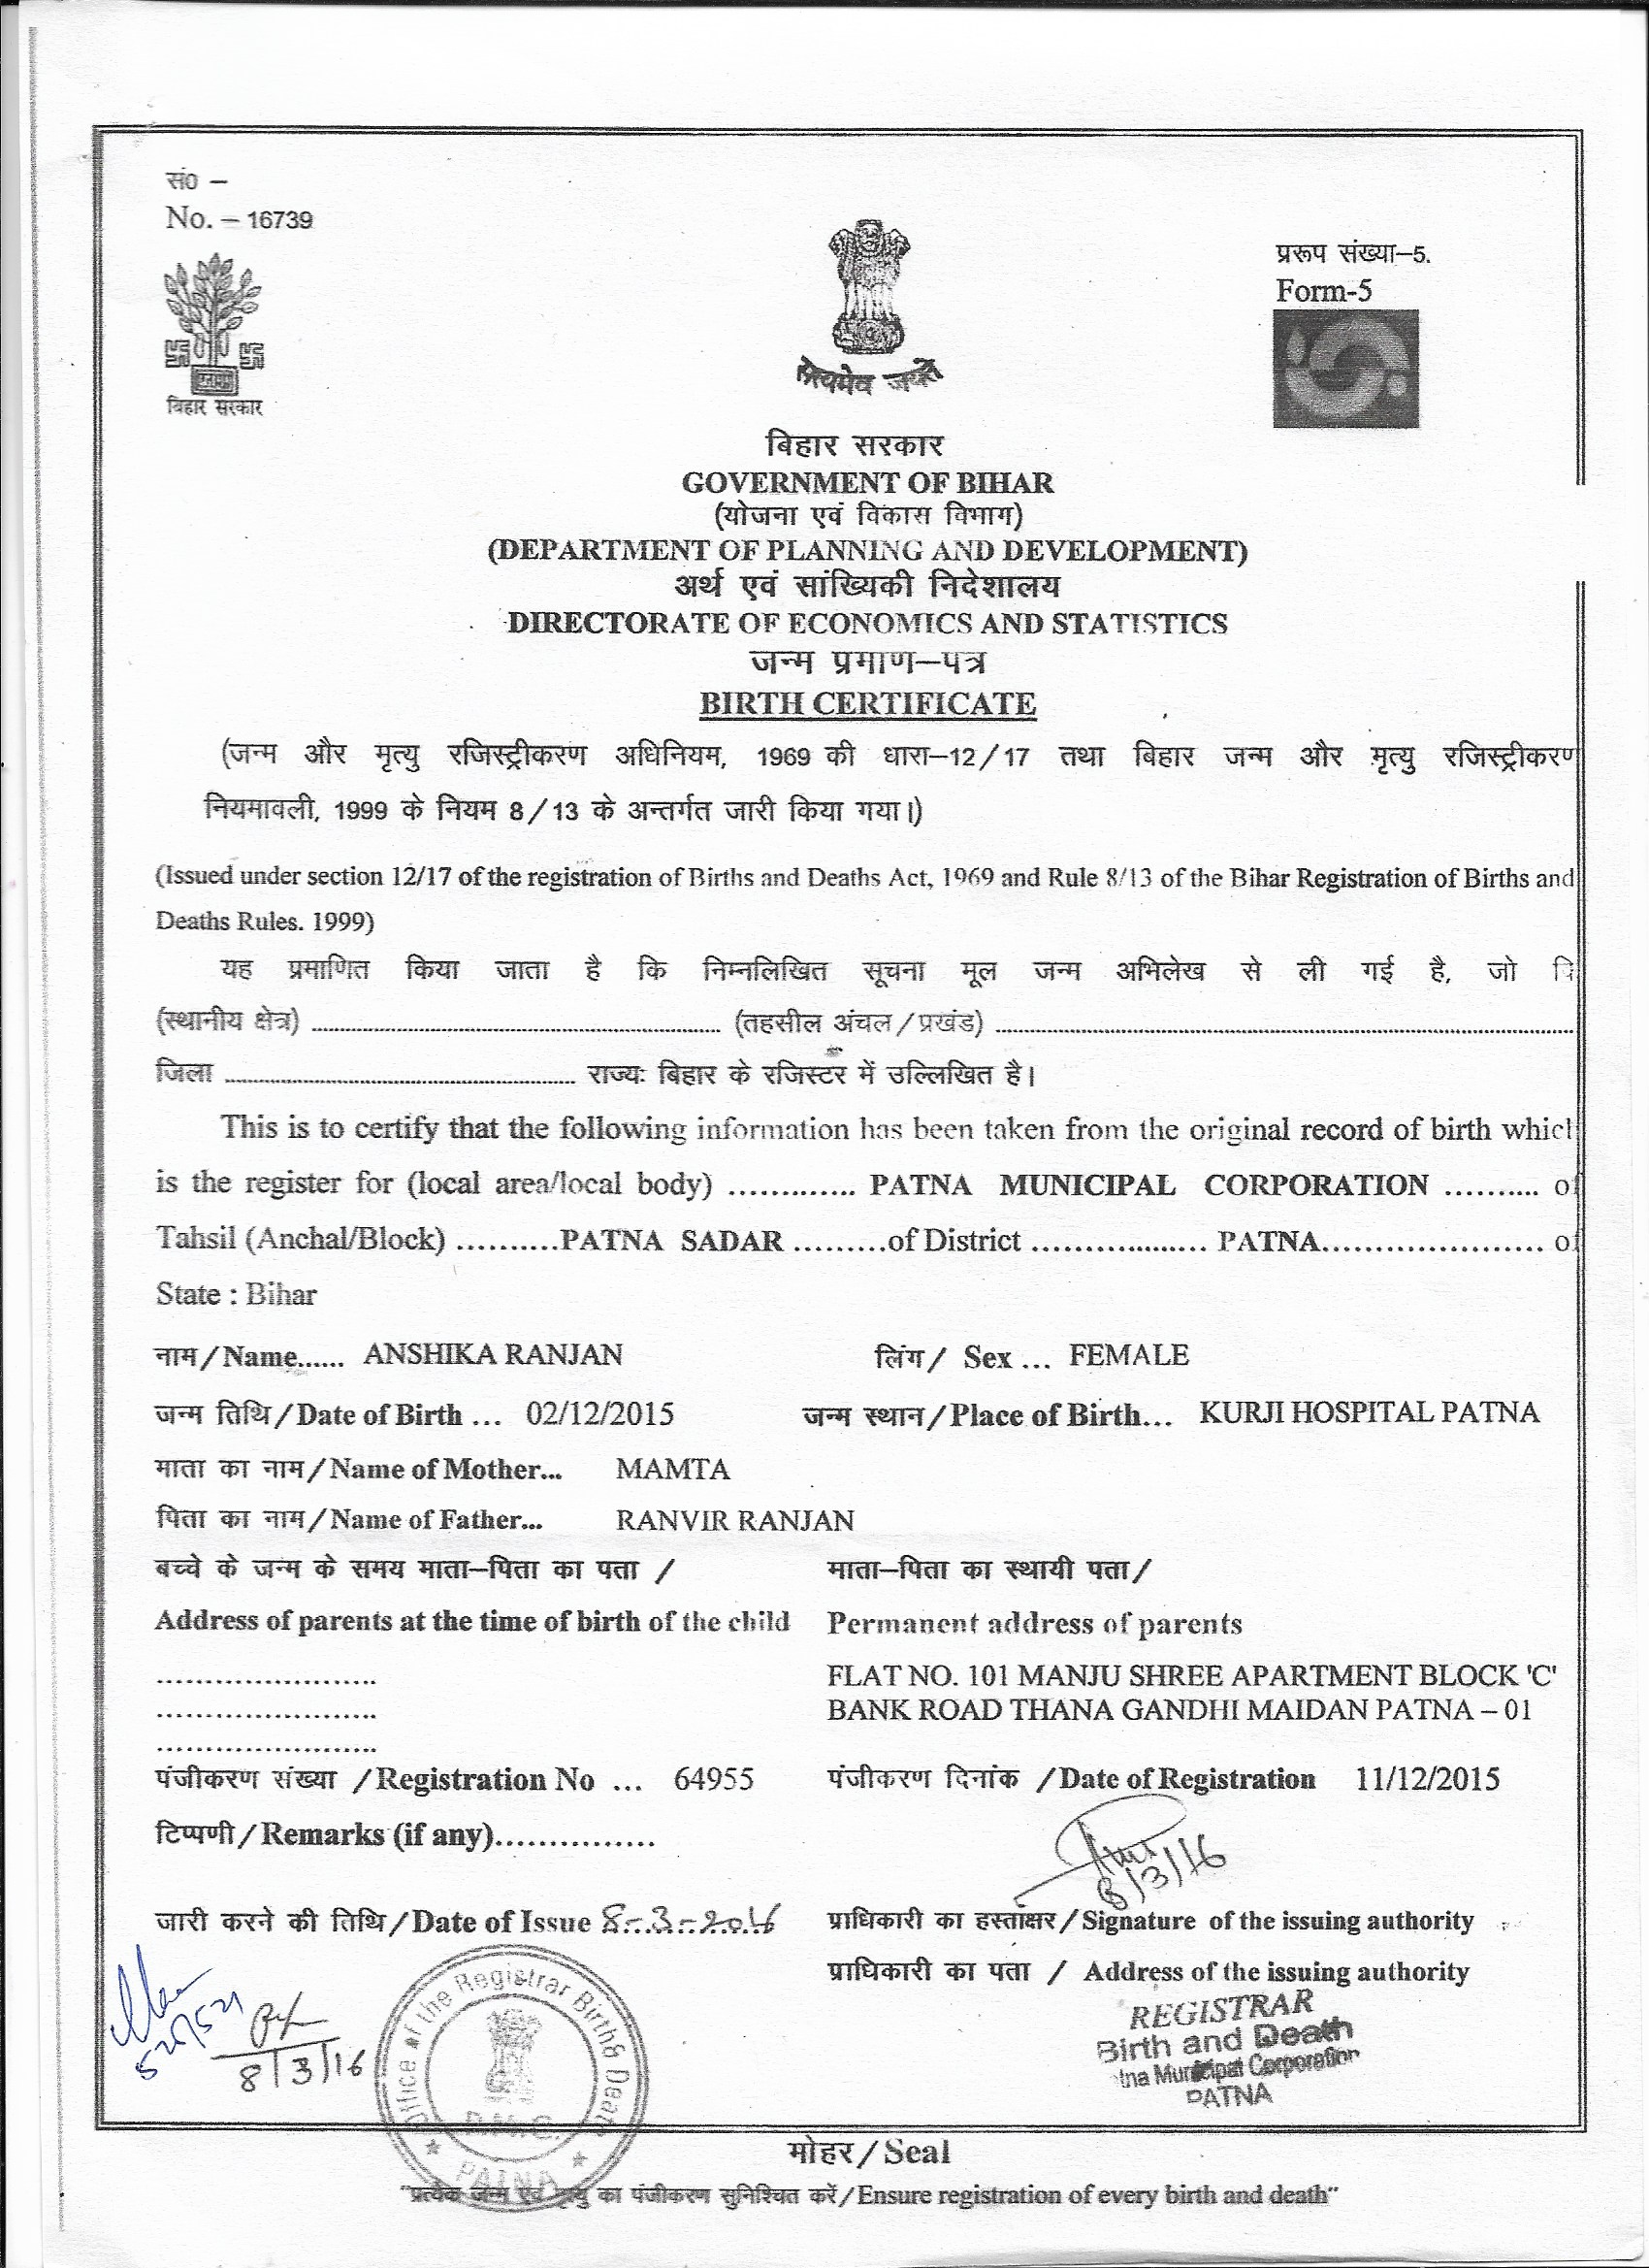 सं0 –
No. – 16739
प्ररूप संख्या–5.
Form-5
बिहार सरकार
बिहार सरकार
GOVERNMENT OF BIHAR
(योजना एवं विकास विभाग)
(DEPARTMENT OF PLANNING AND DEVELOPMENT)
अर्थ एवं सांख्यिकी निदेशालय
DIRECTORATE OF ECONOMICS AND STATISTICS
जन्म प्रमाण–पत्र
BIRTH CERTIFICATE
(जन्म और मृत्यु रजिस्ट्रीकरण अधिनियम, 1969 की धारा–12/17 तथा बिहार जन्म और मृत्यु रजिस्ट्रीकरण
नियमावली, 1999 के नियम 8/13 के अन्तर्गत जारी किया गया।)
(Issued under section 12/17 of the registration of Births and Deaths Act, 1969 and Rule 8/13 of the Bihar Registration of Births and
Deaths Rules. 1999)
यह प्रमाणित किया जाता है कि निम्नलिखित सूचना मूल जन्म अभिलेख से ली गई है, जो
(स्थानीय क्षेत्र) ........................ (तहसील अंचल/प्रखंड) ........................
जिला ........................ राज्यः बिहार के रजिस्टर में उल्लिखित है।
This is to certify that the following information has been taken from the original record of birth which
is the register for (local area/local body) ............. PATNA MUNICIPAL CORPORATION .......... of
Tahsil (Anchal/Block) ..........PATNA SADAR .........of District .................. PATNA...................... of
State : Bihar
नाम/Name...... ANSHIKA RANJAN लिंग/ Sex ... FEMALE
जन्म तिथि/Date of Birth ... 02/12/2015 जन्म स्थान/Place of Birth... KURJI HOSPITAL PATNA
माता का नाम/Name of Mother... MAMTA
पिता का नाम/Name of Father... RANVIR RANJAN
बच्चे के जन्म के समय माता–पिता का पता / माता–पिता का स्थायी पता/
Address of parents at the time of birth of the child Permanent address of parents
....................... FLAT NO. 101 MANJU SHREE APARTMENT BLOCK 'C'
....................... BANK ROAD THANA GANDHI MAIDAN PATNA – 01
.......................
पंजीकरण संख्या /Registration No ... 64955 पंजीकरण दिनांक /Date of Registration 11/12/2015
टिप्पणी/Remarks (if any)................
8/3/16
जारी करने की तिथि/Date of Issue 8-3-2016 प्राधिकारी का हस्ताक्षर/Signature of the issuing authority
प्राधिकारी का पता / Address of the issuing authority
REGISTRAR
Birth and Death
Municipal Corporation
PATNA
8/3/16
Office of the Registrar Birth & Death
P.M.C.
PATNA
मोहर/Seal
"प्रत्येक जन्म एवं मृत्यु का पंजीकरण सुनिश्चित करें/Ensure registration of every birth and death"